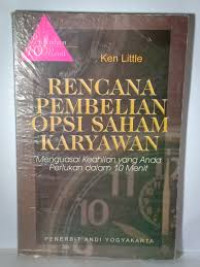 Ken Little
RENCANA
PEMBELIAN
OPSI SAHAM
KARYAWAN
Menguasai Keahlian yang Anda
Perlukan dalam 10 Menit
PENERBIT ANDI YOGYAKARTA